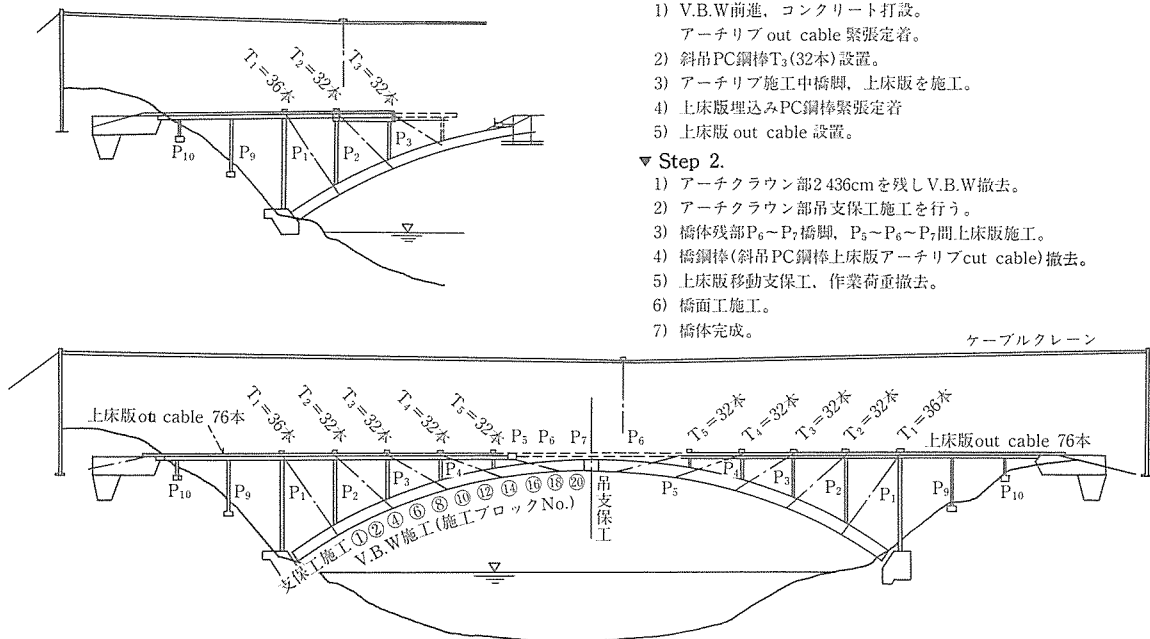 1) V.B.W前進，コンクリート打設。
アーチリブ out cable 緊張定着。
2) 斜吊PC鋼棒T₃(32本)設置。
3) アーチリブ施工中橋脚，上床版を施工。
4) 上床版埋込みPC鋼棒緊張定着
5) 上床版 out cable 設置。
▼ Step 2.
1) アーチクラウン部2 436cmを残しV.B.W撤去。
2) アーチクラウン部吊支保工施工を行う。
3) 橋体残部P₆～P₇橋脚，P₅～P₆～P₇間上床版施工。
4) 橋鋼棒(斜吊PC鋼棒上床版アーチリブcut cable)撤去。
5) 上床版移動支保工，作業荷重撤去。
6) 橋面工施工。
7) 橋体完成。
T₁=36本
T₂=32本
T₃=32本
P₁₀
P₉
P₁
P₂
P₃
ケーブルクレーン
上床版out cable 76本
T₁=36本
T₂=32本
T₃=32本
T₄=32本
T₅=32本
P₅
P₆
P₇
P₆
T₅=32本
T₄=32本
T₃=32本
T₂=32本
T₁=36本
上床版out cable 76本
P₁₀
P₉
P₁
P₂
P₃
P₄
P₅
P₄
P₃
P₂
P₁
P₉
P₁₀
支保工施工①②④⑥⑧⑩⑫⑭⑯⑱⑳
V.B.W施工(施工ブロックNo.)
吊支保工